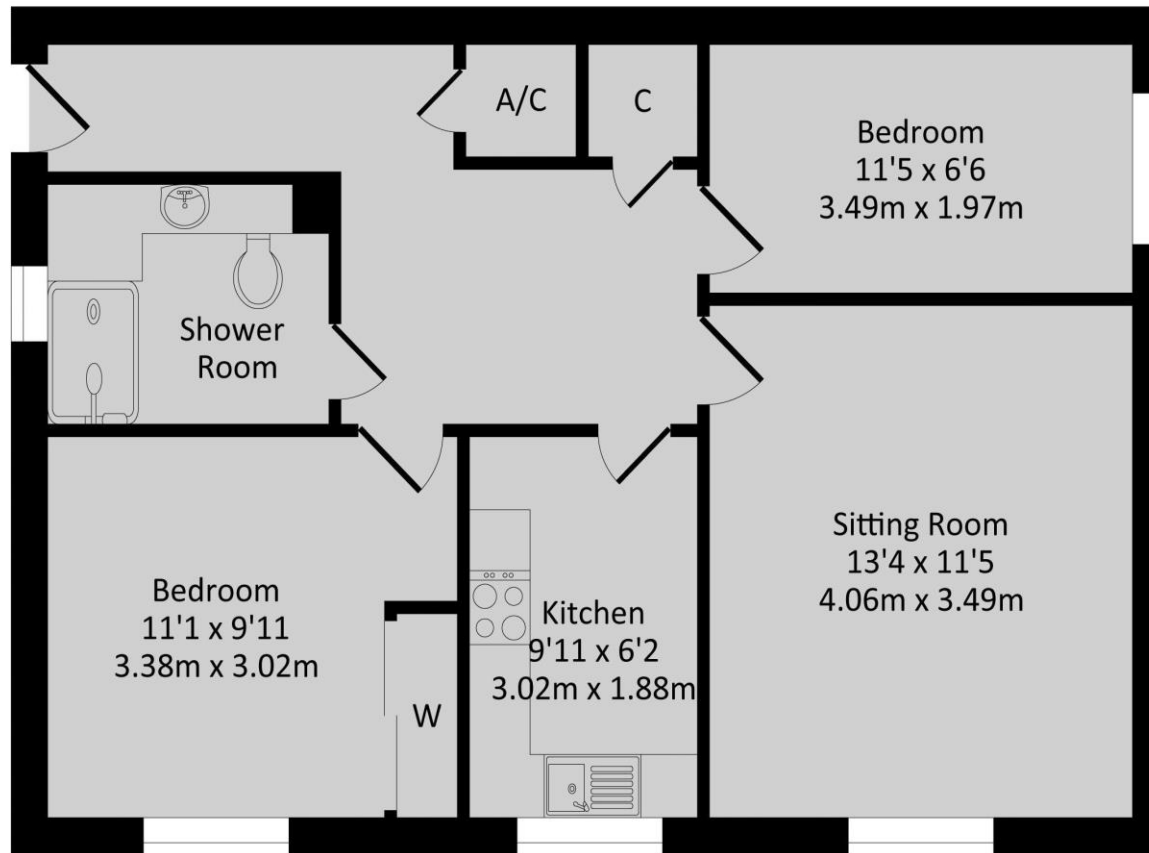 A/C
C
Bedroom
11'5 x 6'6
3.49m x 1.97m
Shower
Room
Sitting Room
13'4 x 11'5
4.06m x 3.49m
Bedroom
11'1 x 9'11
3.38m x 3.02m
W
Kitchen
9'11 x 6'2
3.02m x 1.88m